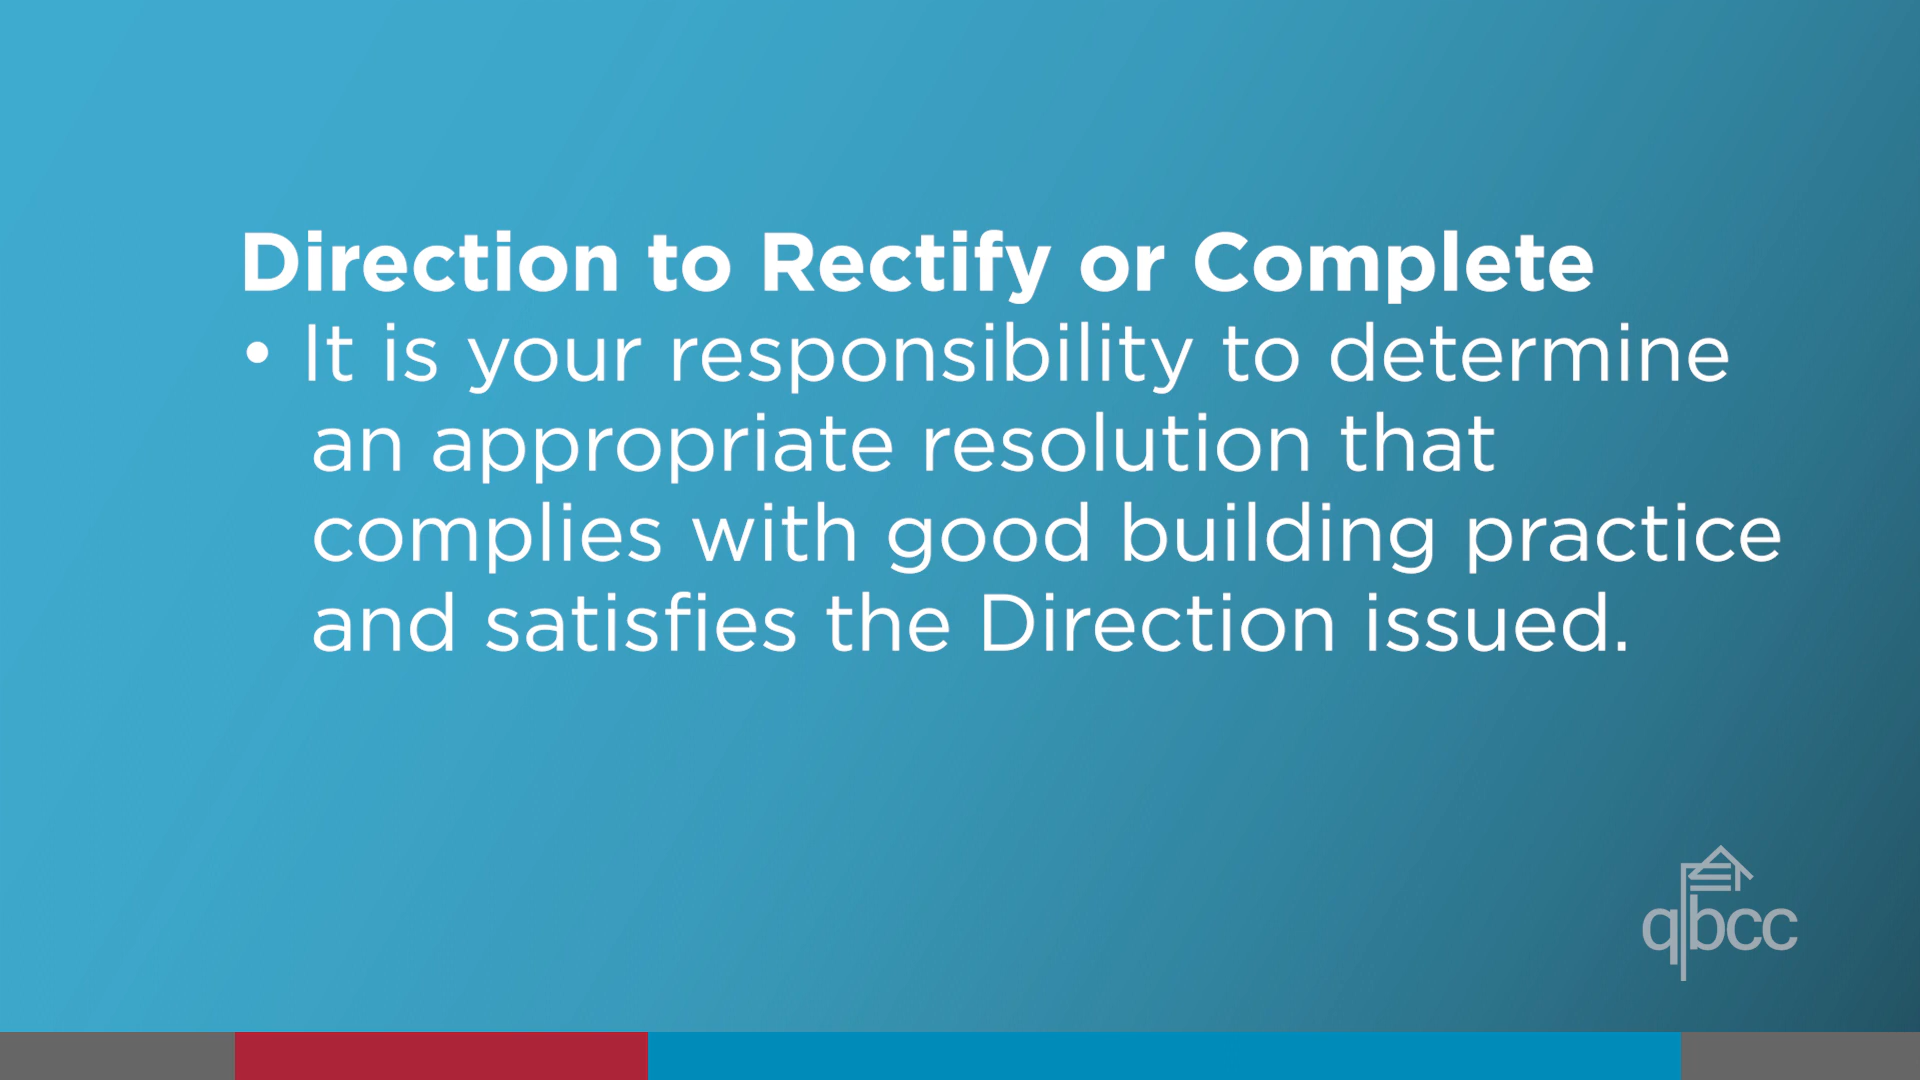 Direction to Rectify or Complete
• It is your responsibility to determine
an appropriate resolution that
complies with good building practice
and satisfies the Direction issued.
qbcc